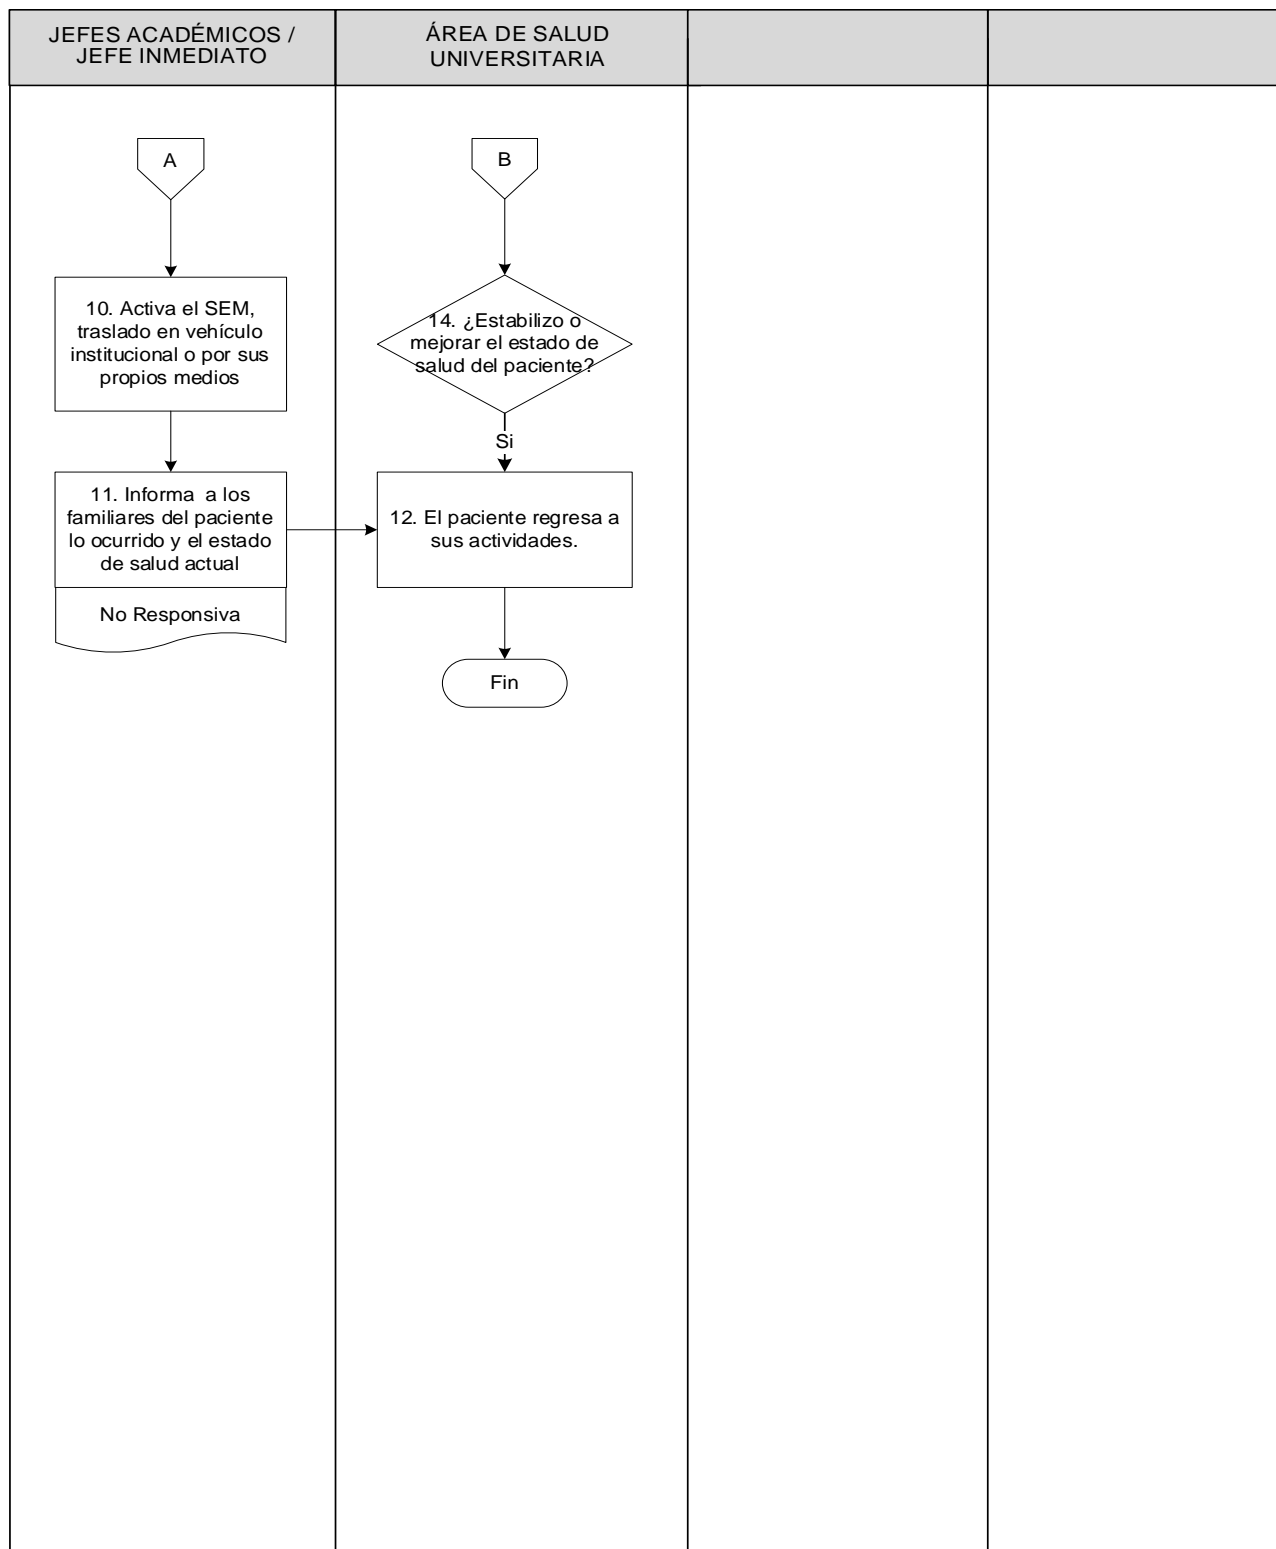 JEFES ACADÉMICOS /
JEFE INMEDIATO
ÁREA DE SALUD
UNIVERSITARIA
A
10. Activa el SEM,
traslado en vehículo
institucional o por sus
propios medios
11. Informa a los
familiares del paciente
lo ocurrido y el estado
de salud actual
No Responsiva
B
14. ¿Estabilizo o
mejorar el estado de
salud del paciente?
Si
12. El paciente regresa a
sus actividades.
Fin